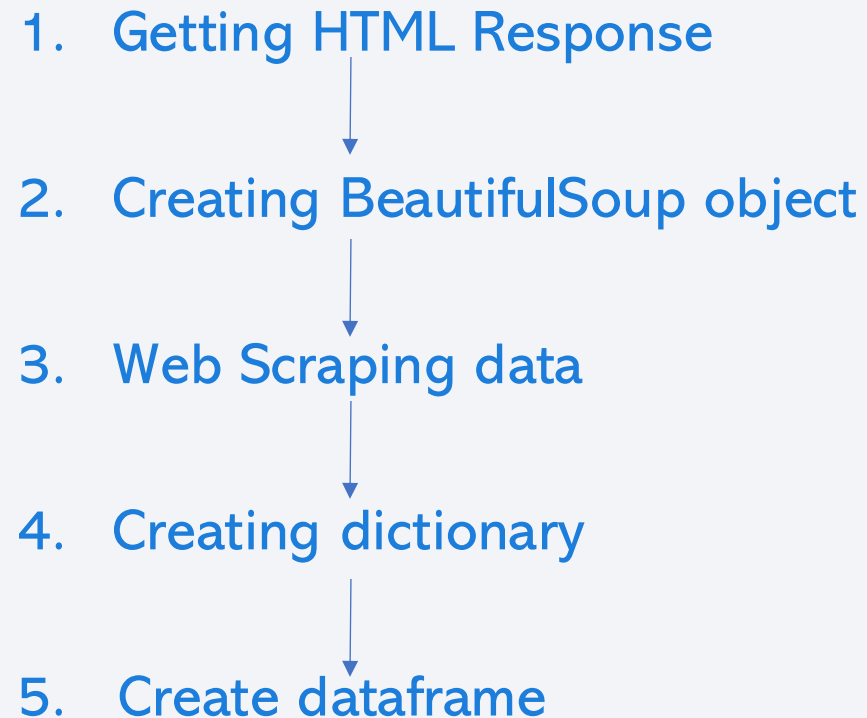 1. Getting HTML Response
2. Creating BeautifulSoup object
3. Web Scraping data
4. Creating dictionary
5. Create dataframe